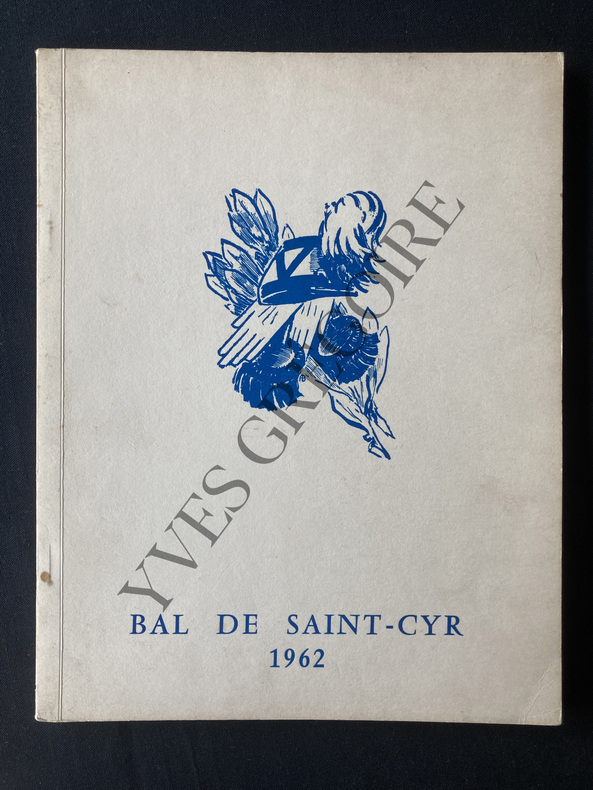 YVES GRÉGOIRE
BAL DE SAINT-CYR
1962